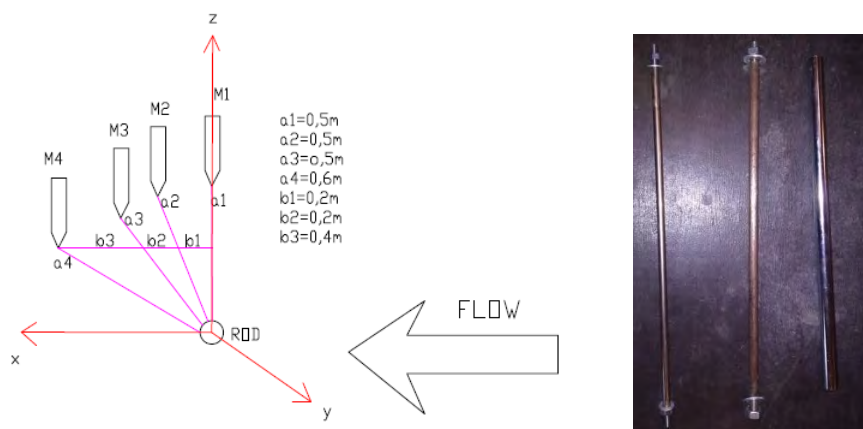 z
M1
M2
M3
M4
a1=0,5m
a2=0,5m
a3=o,5m
a4=0,6m
b1=0,2m
b2=0,2m
b3=0,4m
a1
a2
a3
b3 b2 b1
a4
FLOW
ROD
x
y